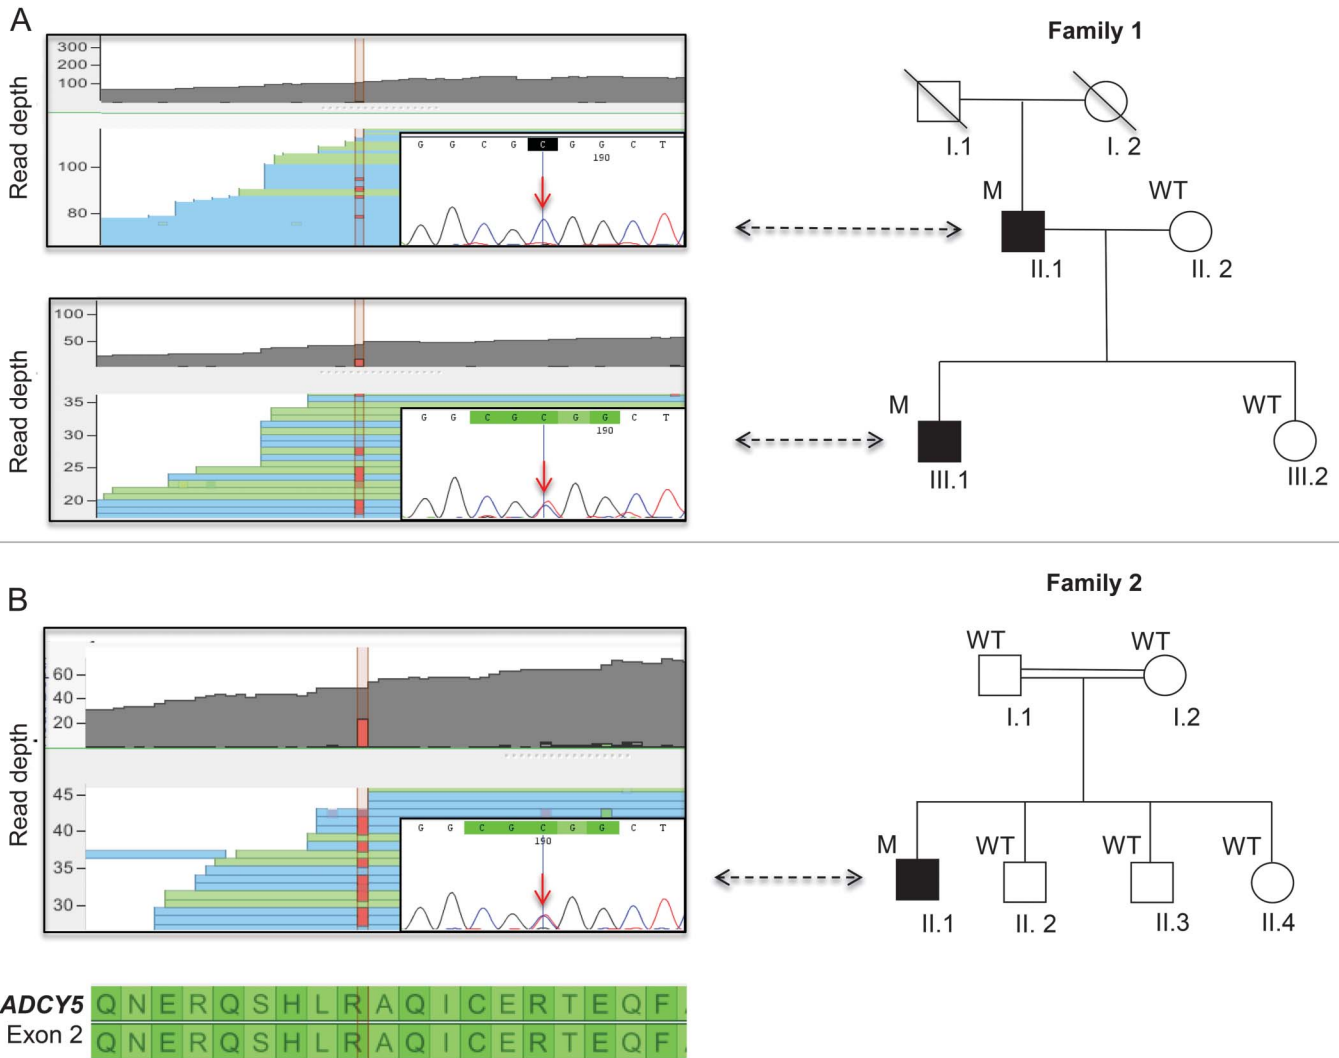 A
Family 1
Read depth
300
200
100
100
80
G G C G C G G C T
190
I.1
I. 2
M
WT
II.1
II. 2
Read depth
100
50
35
30
25
20
G G C G C G G C T
190
M
WT
III.1
III.2
B
Family 2
Read depth
60
40
20
45
40
35
30
G G C G C G G C T
190
WT
WT
I.1
I.2
M
WT
WT
WT
II.1
II. 2
II.3
II.4
ADCY5
Q N E R Q S H L R A Q I C E R T E Q F
Exon 2
Q N E R Q S H L R A Q I C E R T E Q F